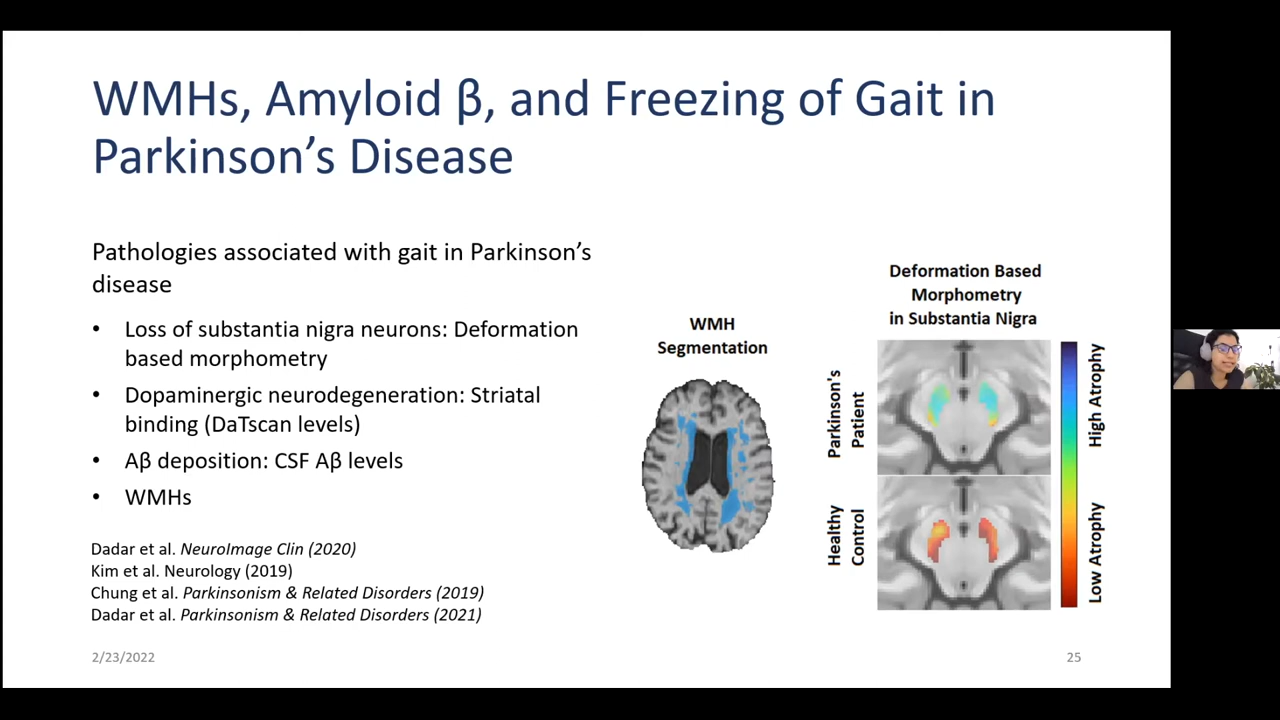 WMHs, Amyloid β, and Freezing of Gait in
Parkinson’s Disease
Pathologies associated with gait in Parkinson’s
disease
• Loss of substantia nigra neurons: Deformation
based morphometry
• Dopaminergic neurodegeneration: Striatal
binding (DaTscan levels)
• Aβ deposition: CSF Aβ levels
• WMHs
Dadar et al. NeuroImage Clin (2020)
Kim et al. Neurology (2019)
Chung et al. Parkinsonism & Related Disorders (2019)
Dadar et al. Parkinsonism & Related Disorders (2021)
WMH
Segmentation
Deformation Based
Morphometry
in Substantia Nigra
Parkinson's
Patient
Healthy
Control
High Atrophy
Low Atrophy
2/23/2022
25